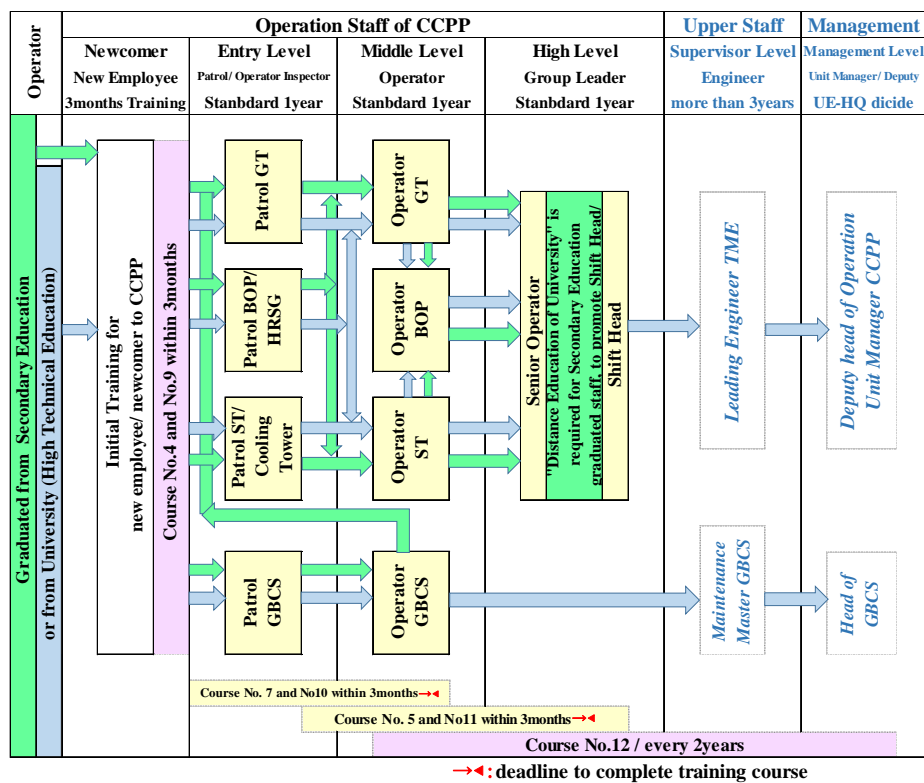 Operator
Operation Staff of CCPP
Upper Staff
Management
Newcomer
New Employee
3months Training
Entry Level
Patrol/ Operator Inspector
Stanbdard 1year
Middle Level
Operator
Stanbdard 1year
High Level
Group Leader
Stanbdard 1year
Supervisor Level
Engineer
more than 3years
Management Level
Unit Manager/ Deputy
UE-HQ dicide
Graduated from  Secondary Education
or from University (High Technical Education)
Initial Training for
new employee/ newcomer to CCPP
Course No.4 and No.9 within 3months
Patrol GT
Patrol BOP/
HRSG
Patrol ST/
Cooling
Tower
Patrol
GBCS
Operator
GT
Operator
BOP
Operator
ST
Operator
GBCS
Senior Operator
"Distance Education of University" is
required for Secondary Education
graduated staff, to promote Shift Head/
Shift Head
Leading Engineer TME
Deputy head of Operation
Unit Manager CCPP
Maintenance
Master GBCS
Head of
GBCS
Course No. 7 and No10 within 3months
Course No. 5 and No11 within 3months
Course No.12 / every 2years
: deadline to complete training course